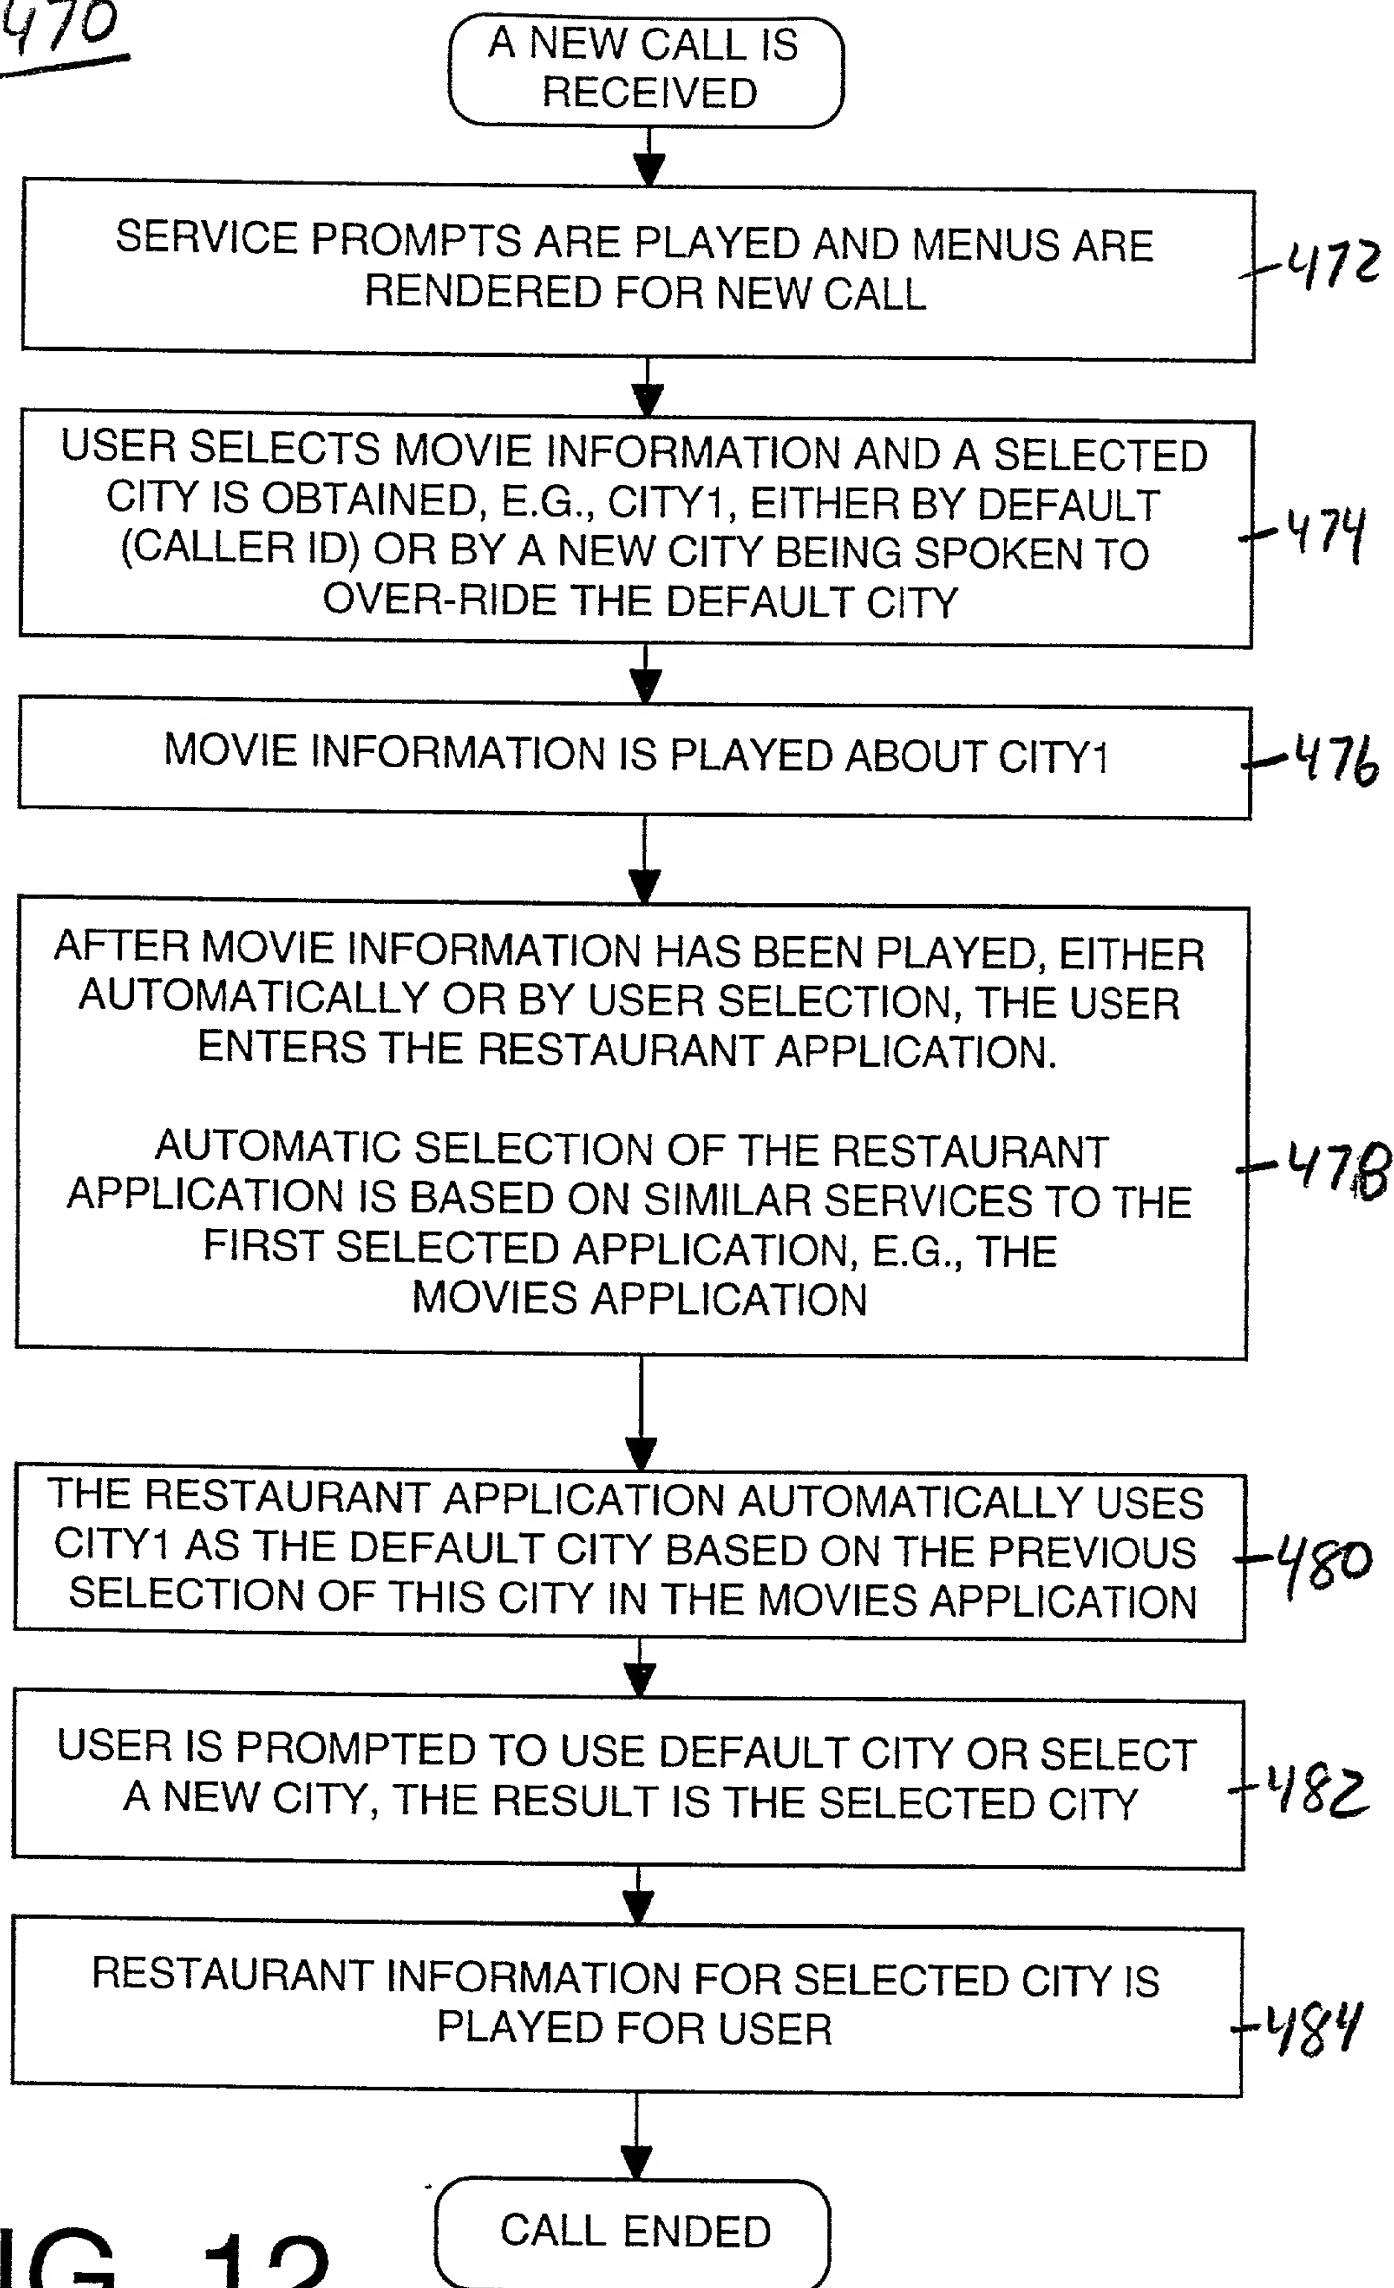 470
A NEW CALL IS
RECEIVED
SERVICE PROMPTS ARE PLAYED AND MENUS ARE
RENDERED FOR NEW CALL
472
USER SELECTS MOVIE INFORMATION AND A SELECTED
CITY IS OBTAINED, E.G., CITY1, EITHER BY DEFAULT
(CALLER ID) OR BY A NEW CITY BEING SPOKEN TO
OVER-RIDE THE DEFAULT CITY
474
MOVIE INFORMATION IS PLAYED ABOUT CITY1
476
AFTER MOVIE INFORMATION HAS BEEN PLAYED, EITHER
AUTOMATICALLY OR BY USER SELECTION, THE USER
ENTERS THE RESTAURANT APPLICATION.
AUTOMATIC SELECTION OF THE RESTAURANT
APPLICATION IS BASED ON SIMILAR SERVICES TO THE
FIRST SELECTED APPLICATION, E.G., THE
MOVIES APPLICATION
478
THE RESTAURANT APPLICATION AUTOMATICALLY USES
CITY1 AS THE DEFAULT CITY BASED ON THE PREVIOUS
SELECTION OF THIS CITY IN THE MOVIES APPLICATION
480
USER IS PROMPTED TO USE DEFAULT CITY OR SELECT
A NEW CITY, THE RESULT IS THE SELECTED CITY
482
RESTAURANT INFORMATION FOR SELECTED CITY IS
PLAYED FOR USER
484
CALL ENDED
IG. 12